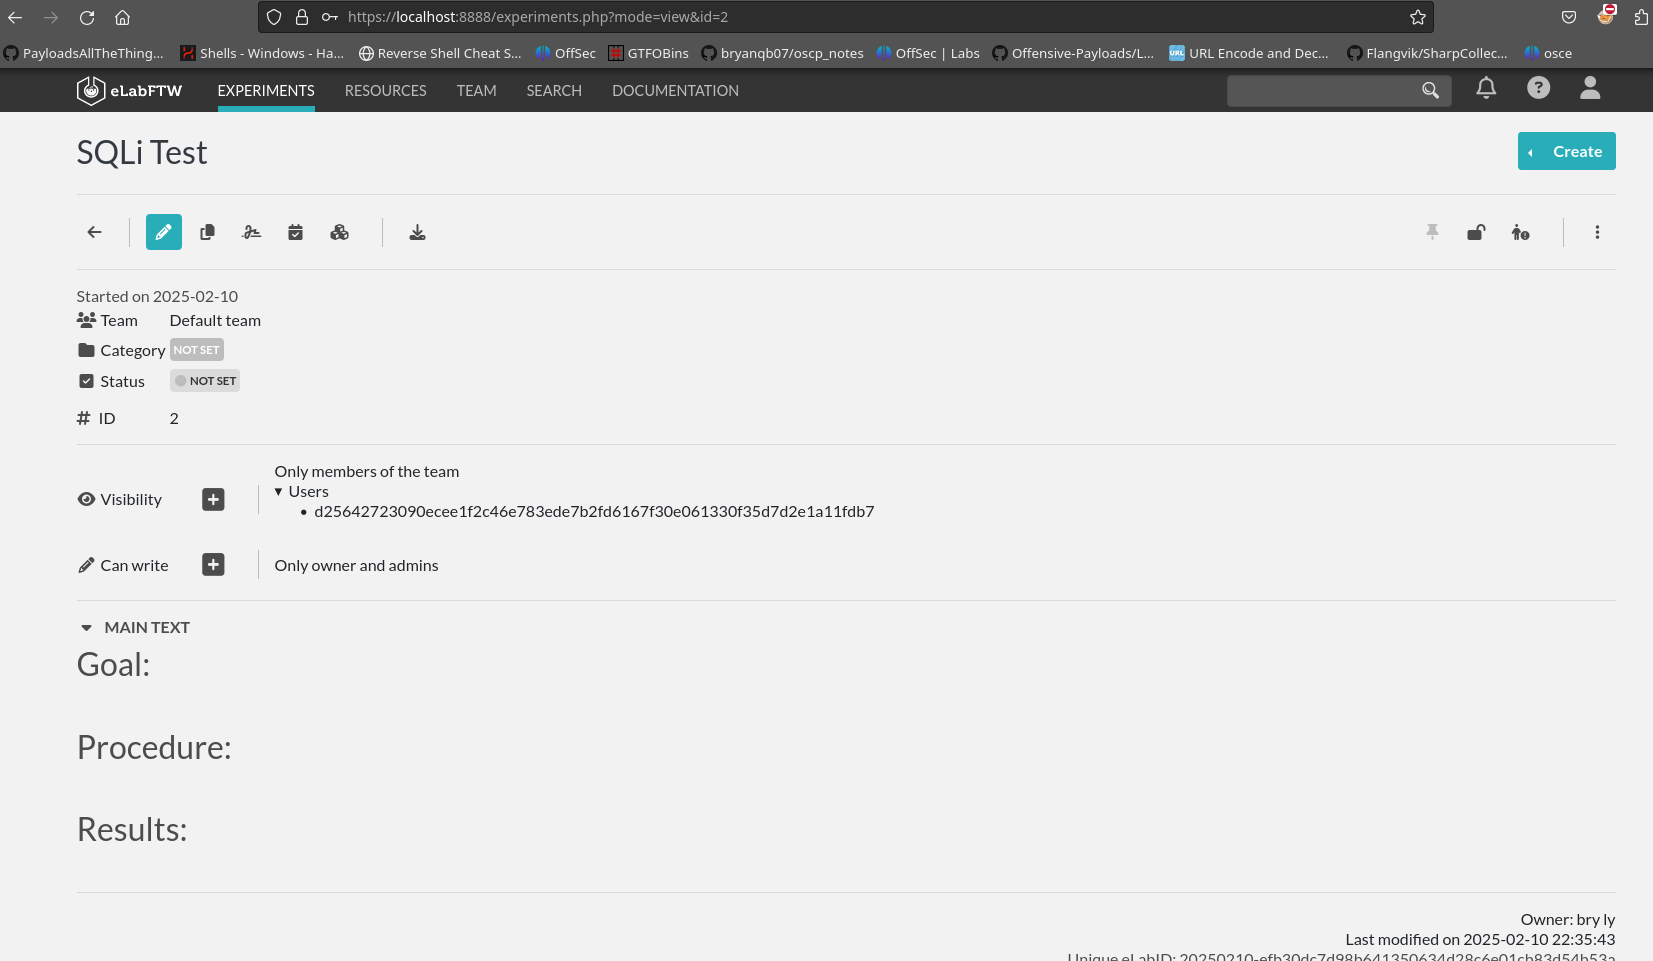 https://localhost:8888/experiments.php?mode=view&id=2
PayloadsAllTheThing... Shells - Windows - Ha... Reverse Shell Cheat S... OffSec GTFOBins bryanqb07/oscp_notes OffSec | Labs Offensive-Payloads/L... URL Encode and Dec... Flangvik/SharpCollec... osce
eLabFTW EXPERIMENTS RESOURCES TEAM SEARCH DOCUMENTATION
SQLi Test
Create
Started on 2025-02-10
Team Default team
Category NOT SET
Status NOT SET
# ID 2
Only members of the team
Users
Visibility
• d25642723090ecee1f2c46e783ede7b2fd6167f30e061330f35d7d2e1a11fdb7
Can write Only owner and admins
MAIN TEXT
Goal:
Procedure:
Results:
Owner: bry ly
Last modified on 2025-02-10 22:35:43
Unique eLabID: